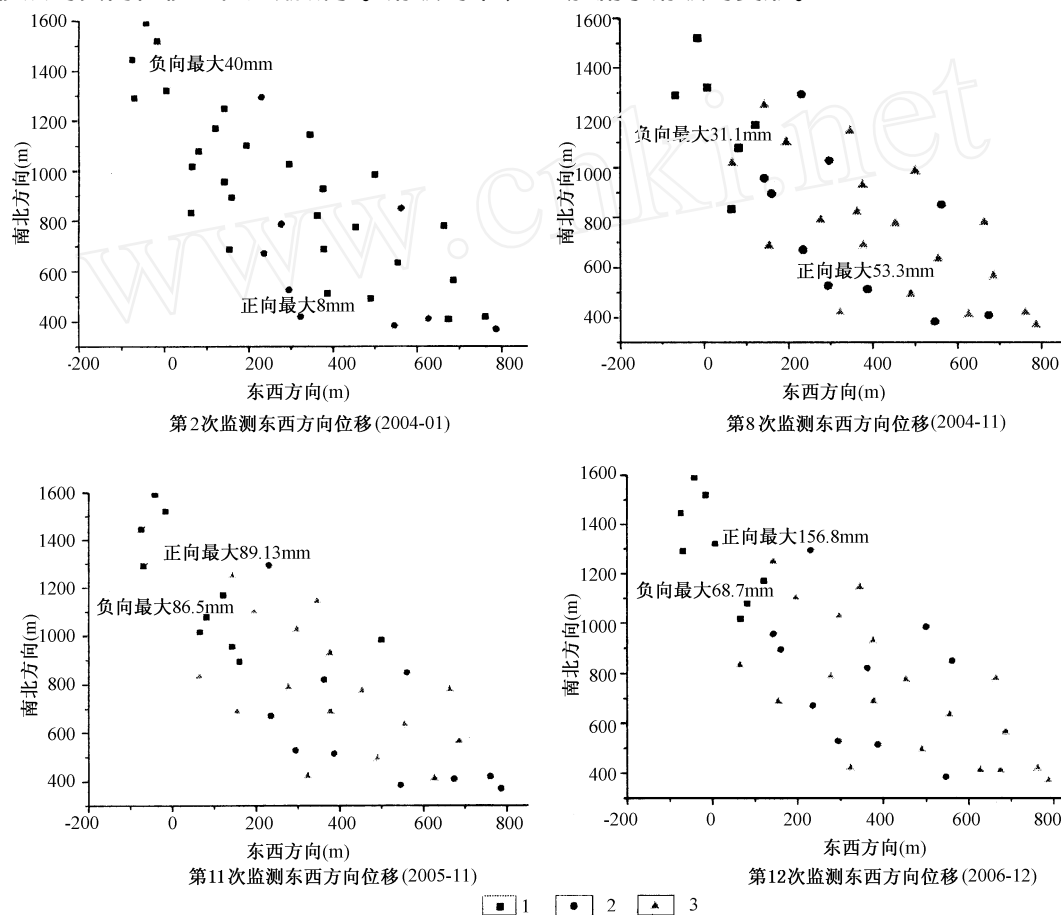 1600
1400
1200
1000
800
600
400
南北方向(m)
负向最大40mm
正向最大8mm
-200 0 200 400 600 800
东西方向(m)
第2次监测东西方向位移(2004-01)
1600
1400
1200
1000
800
600
400
南北方向(m)
负向最大31.1mm
正向最大53.3mm
-200 0 200 400 600 800
东西方向(m)
第8次监测东西方向位移(2004-11)
1600
1400
1200
1000
800
600
400
南北方向(m)
正向最大89.13mm
负向最大86.5mm
-200 0 200 400 600 800
东西方向(m)
第11次监测东西方向位移(2005-11)
1600
1400
1200
1000
800
600
400
南北方向(m)
正向最大156.8mm
负向最大68.7mm
-200 0 200 400 600 800
东西方向(m)
第12次监测东西方向位移(2006-12)
1 2 3
www.cnki.net